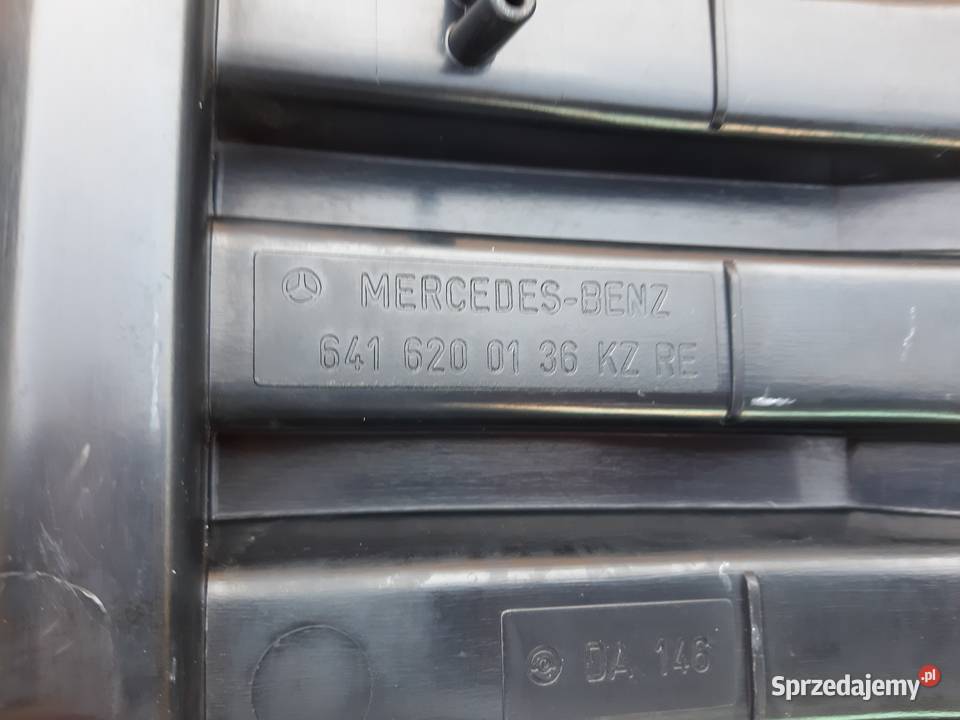 MERCEDES-BENZ
641 620 01 36 KZ RE
DA 146
Sprzedajemy.pl